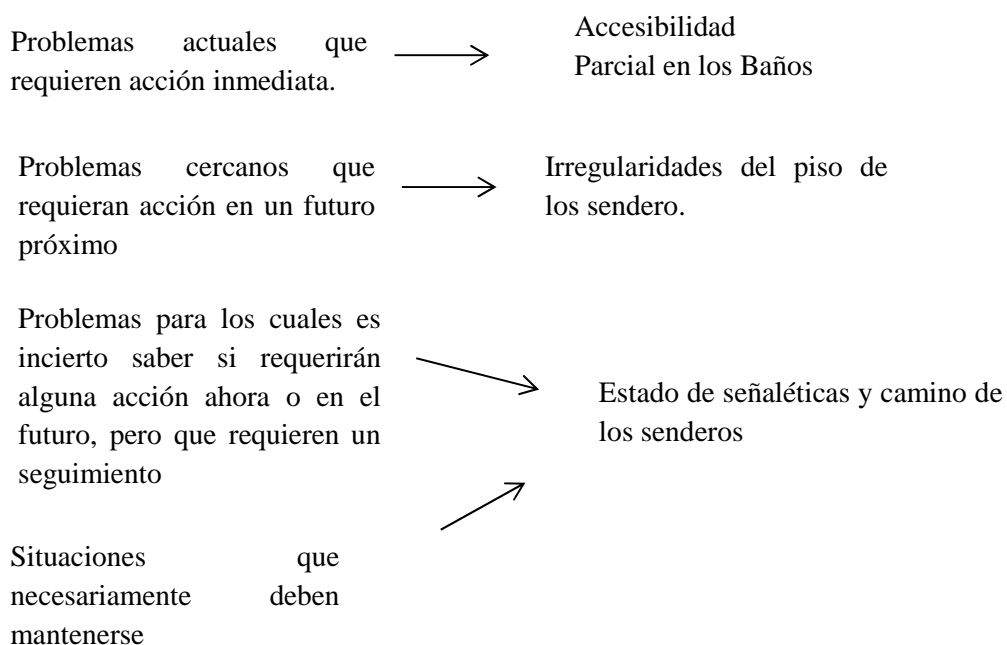 Problemas actuales que
requieren acción inmediata.
Accesibilidad
Parcial en los Baños
Problemas cercanos que
requieran acción en un futuro
próximo
Irregularidades del piso de
los sendero.
Problemas para los cuales es
incierto saber si requerirán
alguna acción ahora o en el
futuro, pero que requieren un
seguimiento
Estado de señaléticas y camino de
los senderos
Situaciones que
necesariamente deben
mantenerse